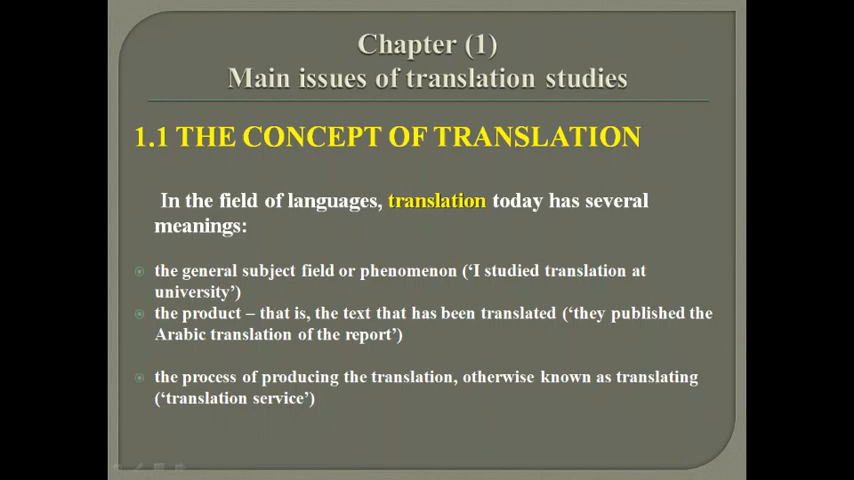 Chapter (1)
Main issues of translation studies
1.1 THE CONCEPT OF TRANSLATION
In the field of languages, translation today has several
meanings:
the general subject field or phenomenon (‘I studied translation at
university’)
the product – that is, the text that has been translated (‘they published the
Arabic translation of the report’)
the process of producing the translation, otherwise known as translating
(‘translation service’)